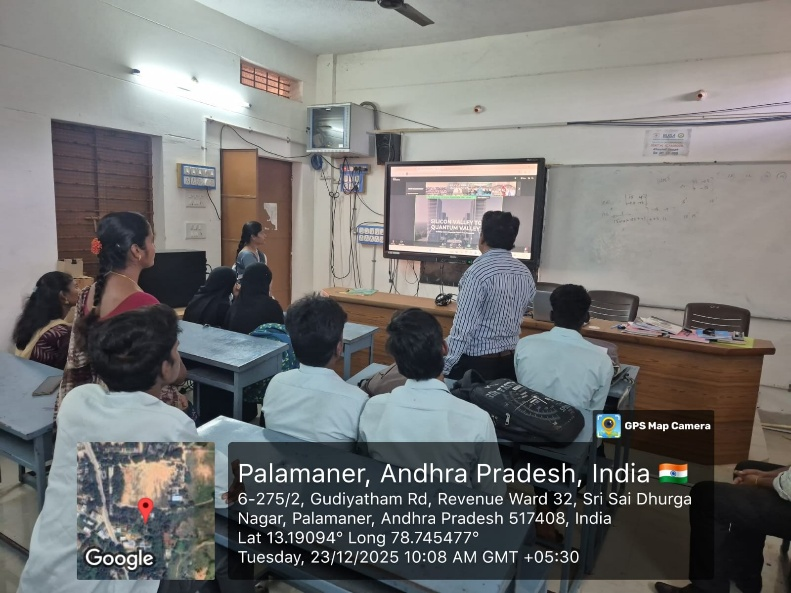 SILICON VALLEY TO
QUANTUM VALLEY
GPS Map Camera
Palamaner, Andhra Pradesh, India
6-275/2, Gudiyatham Rd, Revenue Ward 32, Sri Sai Dhurga
Nagar, Palamaner, Andhra Pradesh 517408, India
Lat 13.19094° Long 78.745477°
Tuesday, 23/12/2025 10:08 AM GMT +05:30
Google